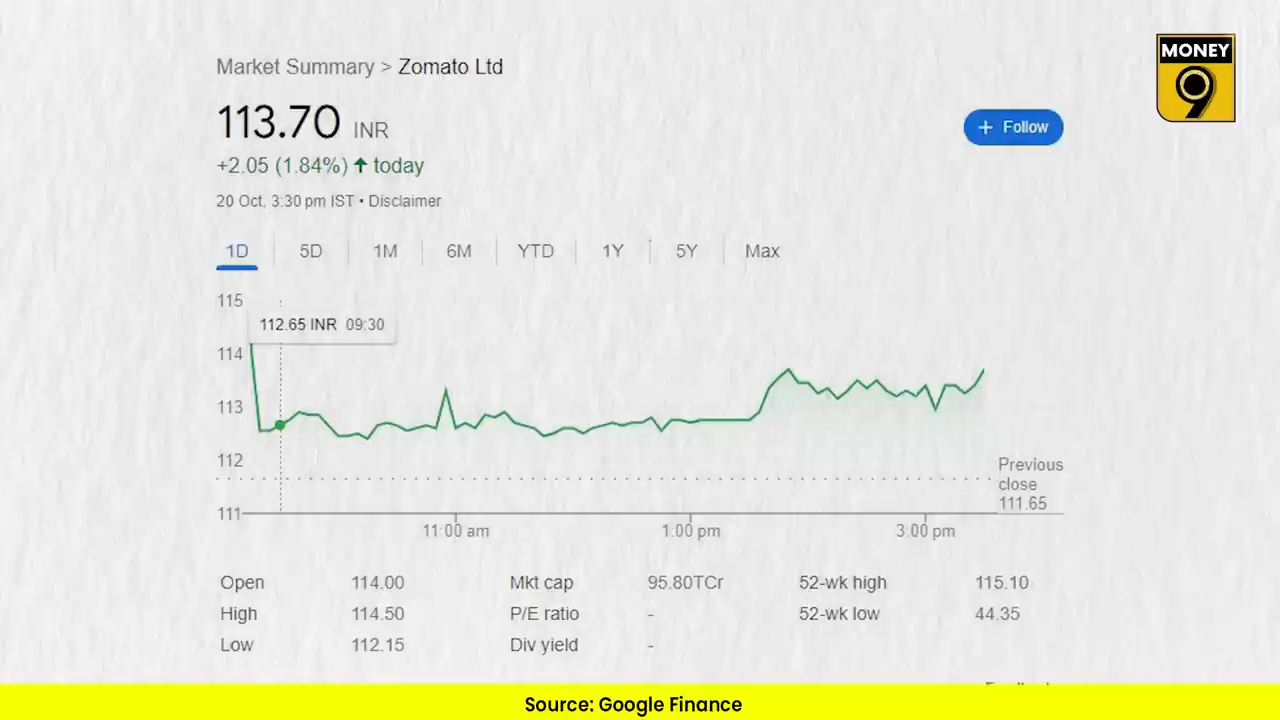 MONEY
9
Market Summary > Zomato Ltd
113.70 INR
+ Follow
+2.05 (1.84%) ↑ today
20 Oct, 3:30 pm IST • Disclaimer
1D 5D 1M 6M YTD 1Y 5Y Max
115
112.65 INR 09:30
114
113
112
Previous close
111.65
111
11:00 am 1:00 pm 3:00 pm
Open 114.00 Mkt cap 95.80TCr 52-wk high 115.10
High 114.50 P/E ratio - 52-wk low 44.35
Low 112.15 Div yield -
Source: Google Finance